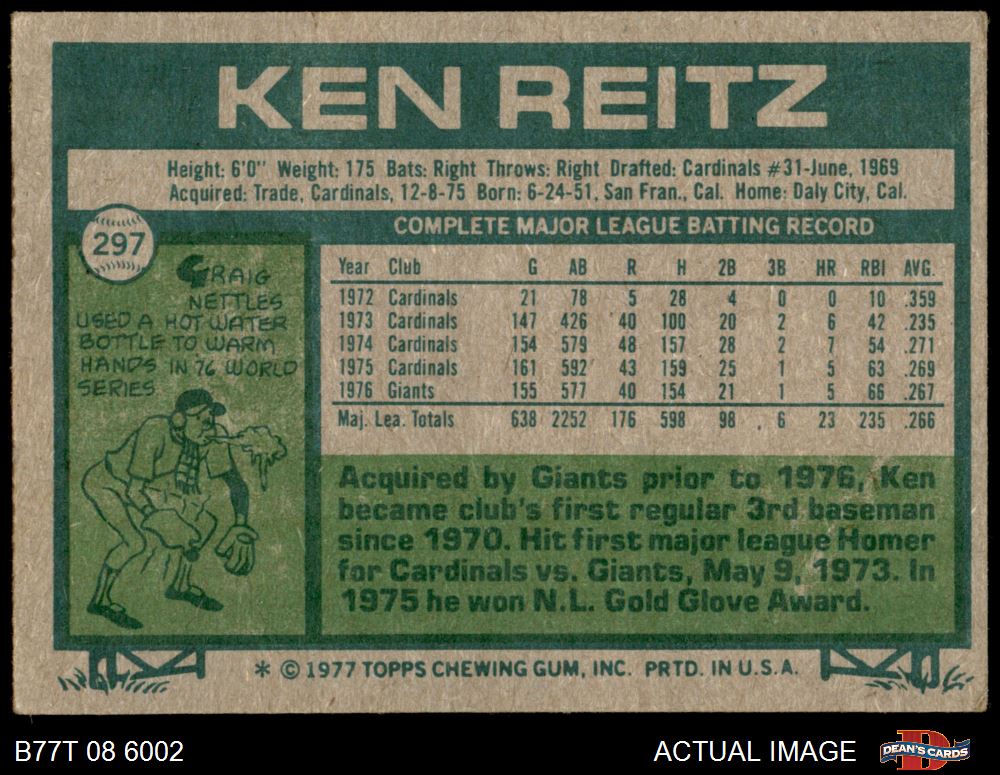 KEN REITZ
Height: 6'0" Weight: 175 Bats: Right Throws: Right Drafted: Cardinals #31-June, 1969
Acquired: Trade, Cardinals, 12-8-75 Born: 6-24-51, San Fran., Cal. Home: Daly City, Cal.
297
GRAIG
NETTLES
USED A HOT WATER
BOTTLE TO WARM
HANDS IN 76 WORLD
SERIES
COMPLETE MAJOR LEAGUE BATTING RECORD
Year Club G AB R H 2B 3B HR RBI AVG.
1972 Cardinals 21 78 5 28 4 0 0 10 .359
1973 Cardinals 147 426 40 100 20 2 6 42 .235
1974 Cardinals 154 579 48 157 28 2 7 54 .271
1975 Cardinals 161 592 43 159 25 1 5 63 .269
1976 Giants 155 577 40 154 21 1 5 66 .267
Maj. Lea. Totals 638 2252 176 598 98 6 23 235 .266
Acquired by Giants prior to 1976, Ken
became club's first regular 3rd baseman
since 1970. Hit first major league Homer
for Cardinals vs. Giants, May 9, 1973. In
1975 he won N.L. Gold Glove Award.
* © 1977 TOPPS CHEWING GUM, INC. PRTD. IN U.S.A.
B77T 08 6002
ACTUAL IMAGE
DEAN'S CARDS